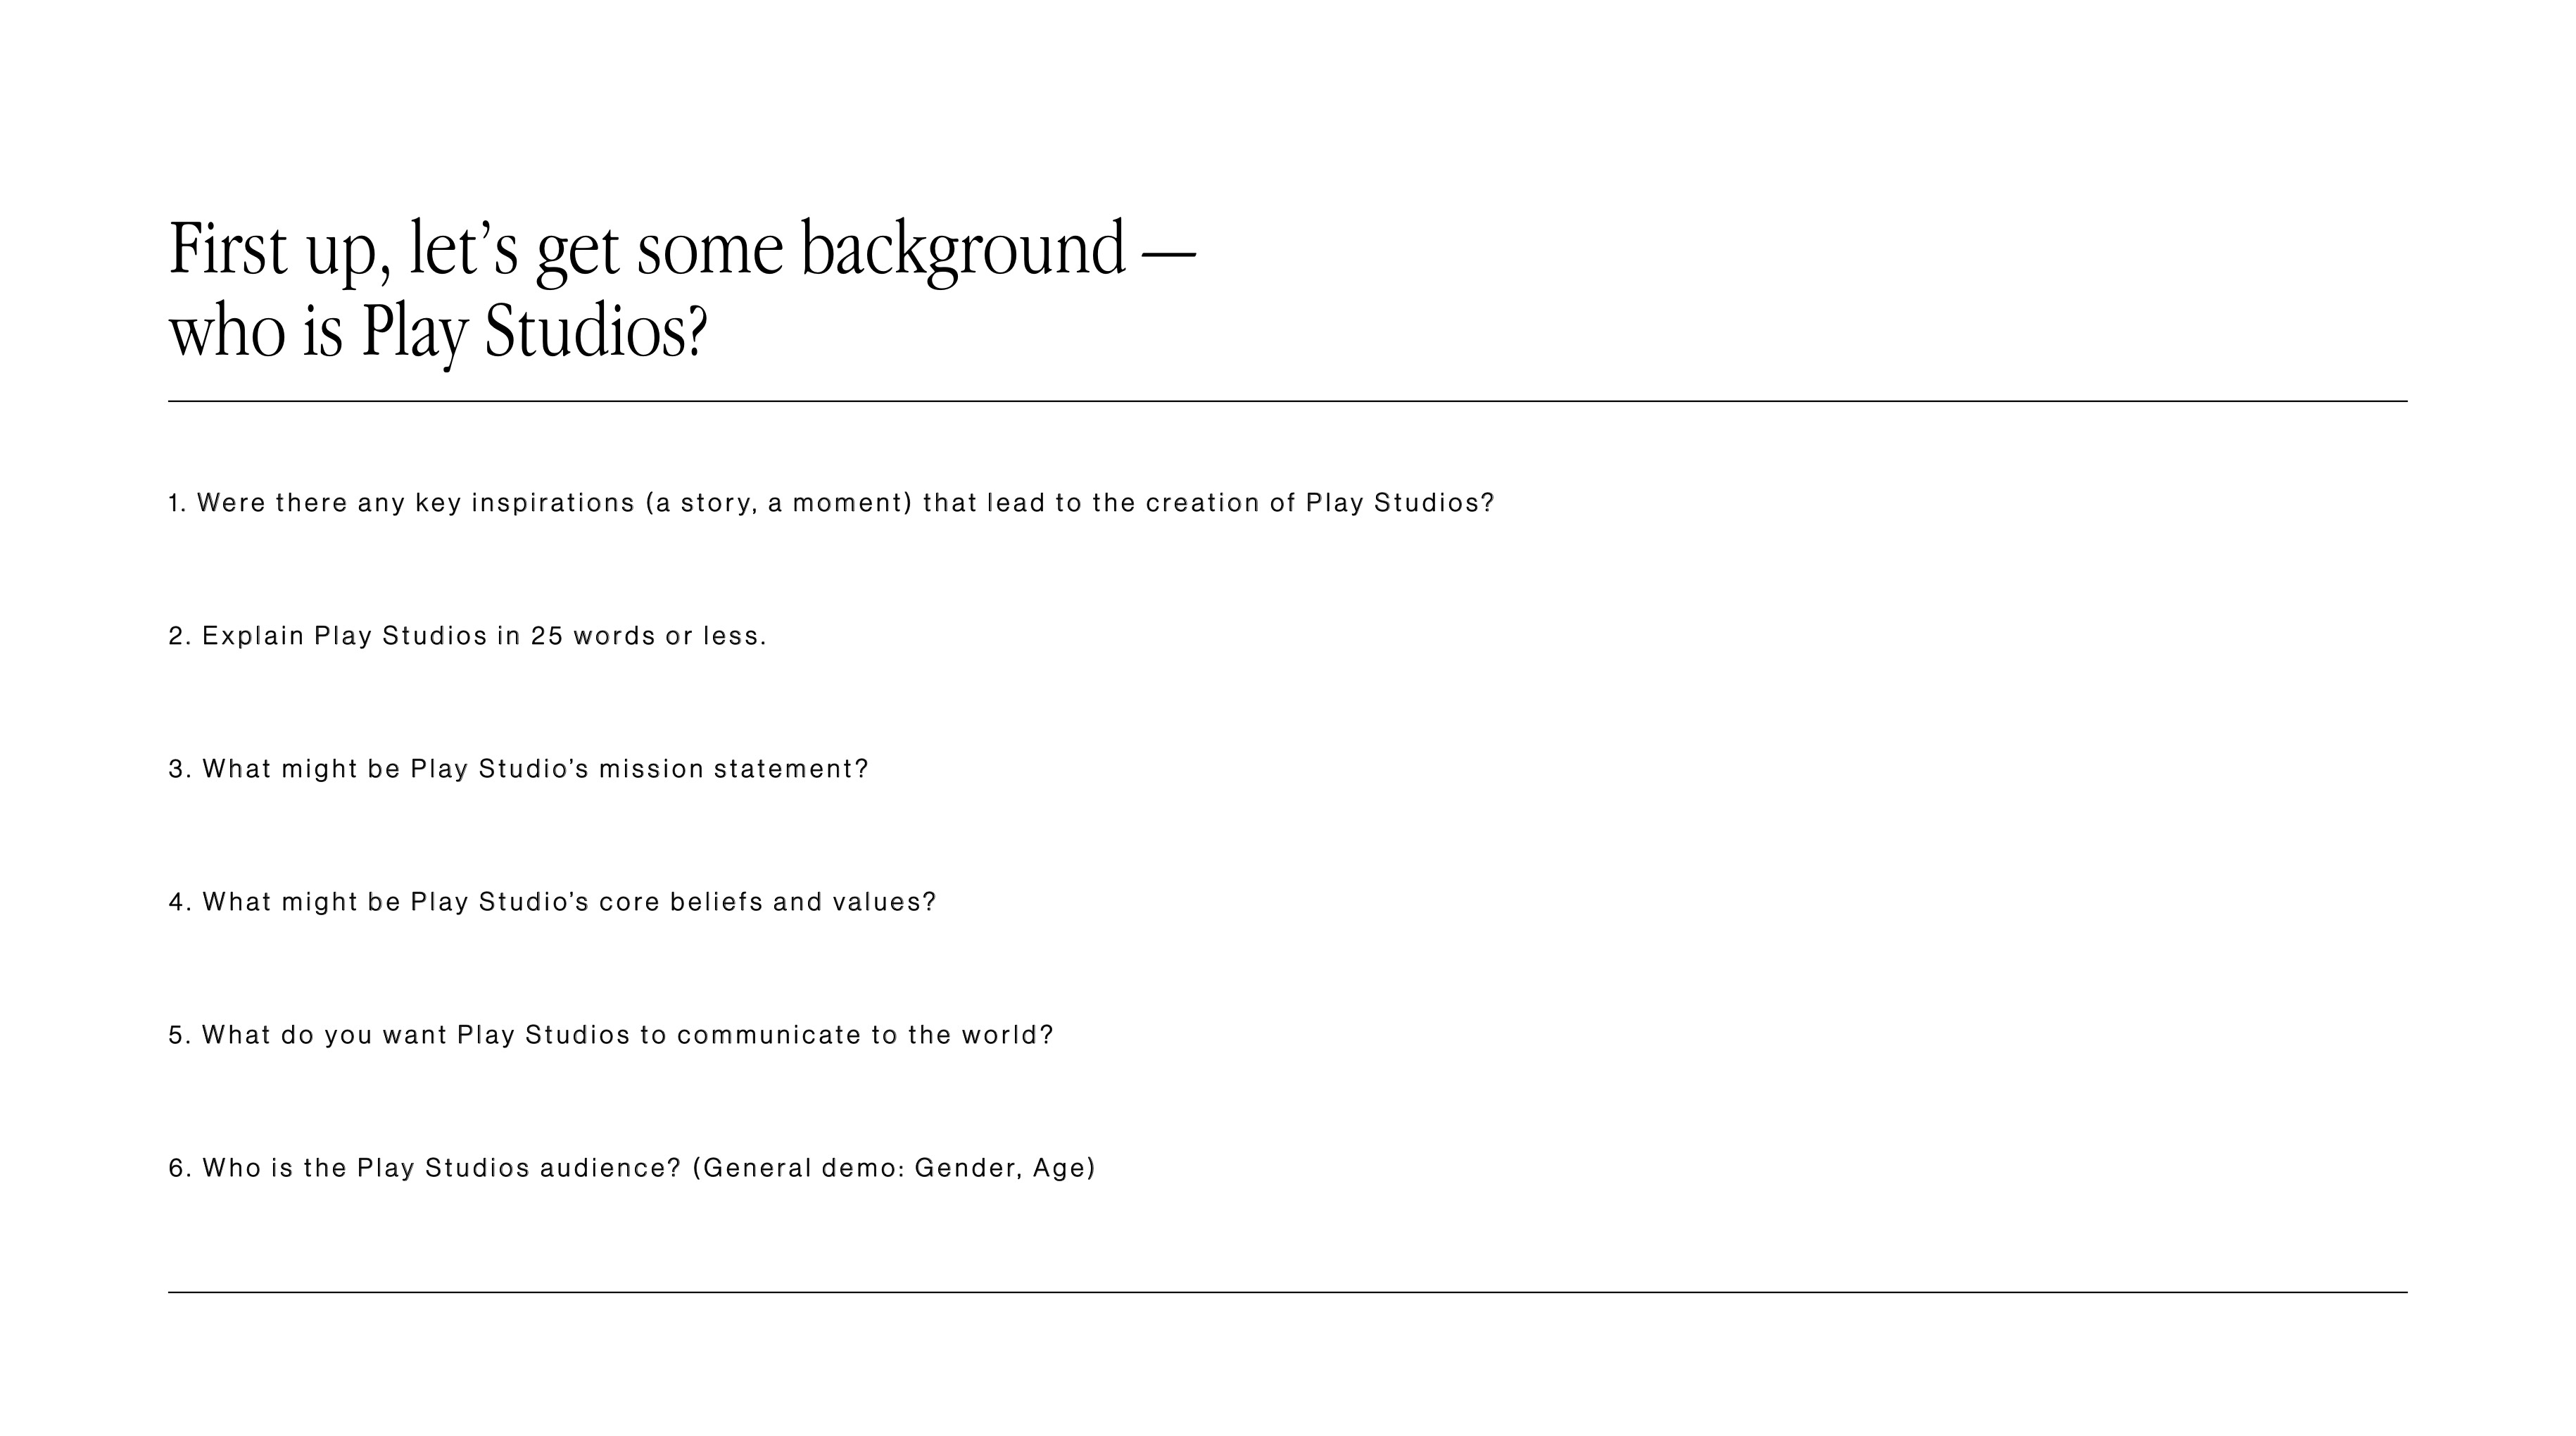 First up, let’s get some background —
who is Play Studios?
1. Were there any key inspirations (a story, a moment) that lead to the creation of Play Studios?
2. Explain Play Studios in 25 words or less.
3. What might be Play Studio’s mission statement?
4. What might be Play Studio’s core beliefs and values?
5. What do you want Play Studios to communicate to the world?
6. Who is the Play Studios audience? (General demo: Gender, Age)